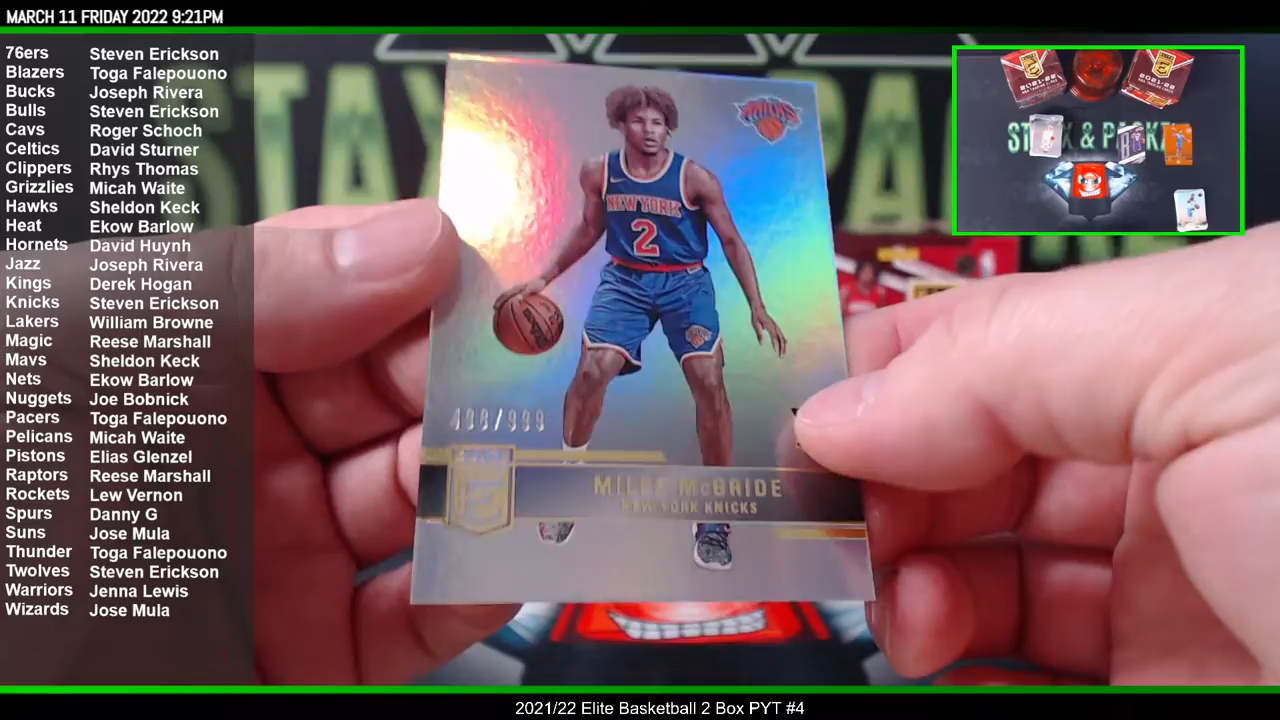 MARCH 11 FRIDAY 2022 9:21PM
76ers Steven Erickson
Blazers Toga Falepouono
Bucks Joseph Rivera
Bulls Steven Erickson
Cavs Roger Schoch
Celtics David Sturner
Clippers Rhys Thomas
Grizzlies Micah Waite
Hawks Sheldon Keck
Heat Ekow Barlow
Hornets David Huynh
Jazz Joseph Rivera
Kings Derek Hogan
Knicks Steven Erickson
Lakers William Browne
Magic Reese Marshall
Mavs Sheldon Keck
Nets Ekow Barlow
Nuggets Joe Bobnick
Pacers Toga Falepouono
Pelicans Micah Waite
Pistons Elias Glenzel
Raptors Reese Marshall
Rockets Lew Vernon
Spurs Danny G
Suns Jose Mula
Thunder Toga Falepouono
Twolves Steven Erickson
Warriors Jenna Lewis
Wizards Jose Mula
KNICKS
NEW YORK
2
MILES McBRIDE
NEW YORK KNICKS
2021-22
2021-22
2021/22 Elite Basketball 2 Box PYT #4